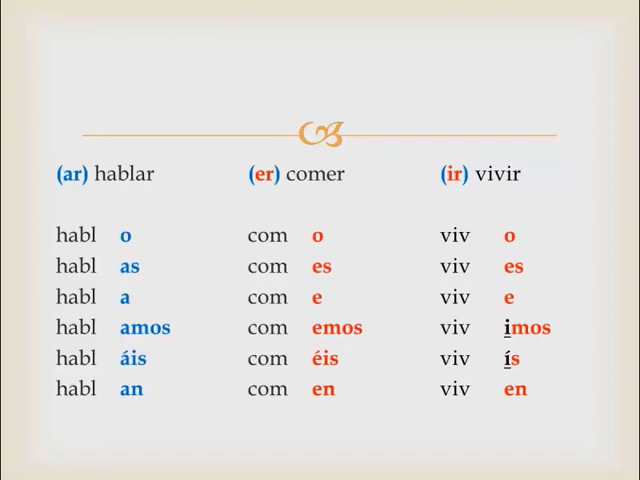 (ar) hablar (er) comer (ir) vivir
habl o com o viv o
habl as com es viv es
habl a com e viv e
habl amos com emos viv imos
habl áis com éis viv ís
habl an com en viv en